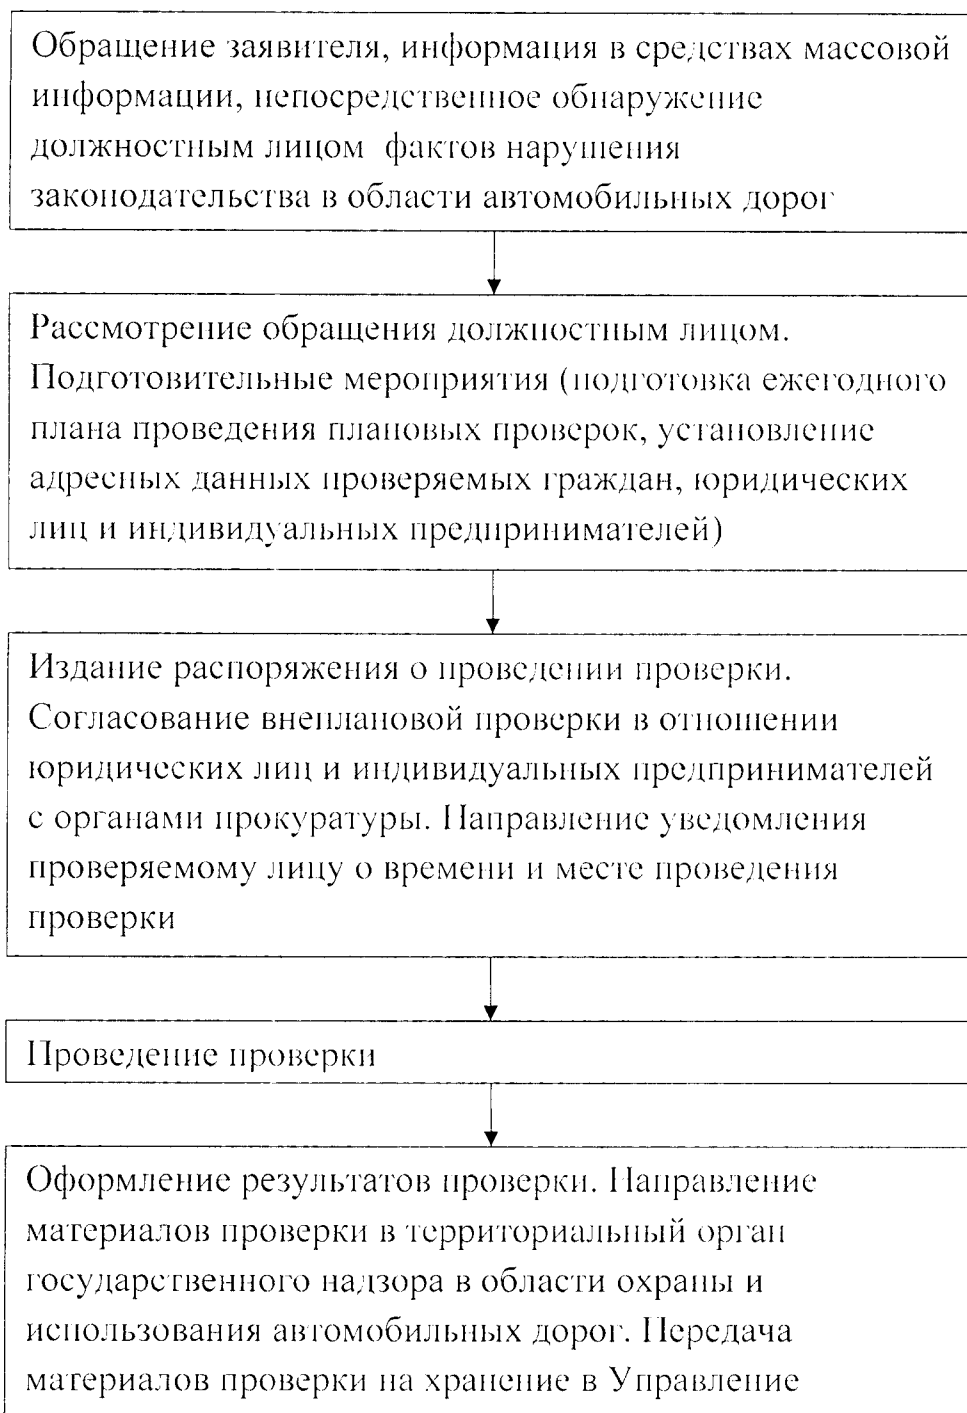 Обращение заявителя, информация в средствах массовой
информации, непосредственное обнаружение
должностным лицом фактов нарушения
законодательства в области автомобильных дорог
Рассмотрение обращения должностным лицом.
Подготовительные мероприятия (подготовка ежегодного
плана проведения плановых проверок, установление
адресных данных проверяемых граждан, юридических
лиц и индивидуальных предпринимателей)
Издание распоряжения о проведении проверки.
Согласование внеплановой проверки в отношении
юридических лиц и индивидуальных предпринимателей
с органами прокуратуры. Направление уведомления
проверяемому лицу о времени и месте проведения
проверки
Проведение проверки
Оформление результатов проверки. Направление
материалов проверки в территориальный орган
государственного надзора в области охраны и
использования автомобильных дорог. Передача
материалов проверки на хранение в Управление